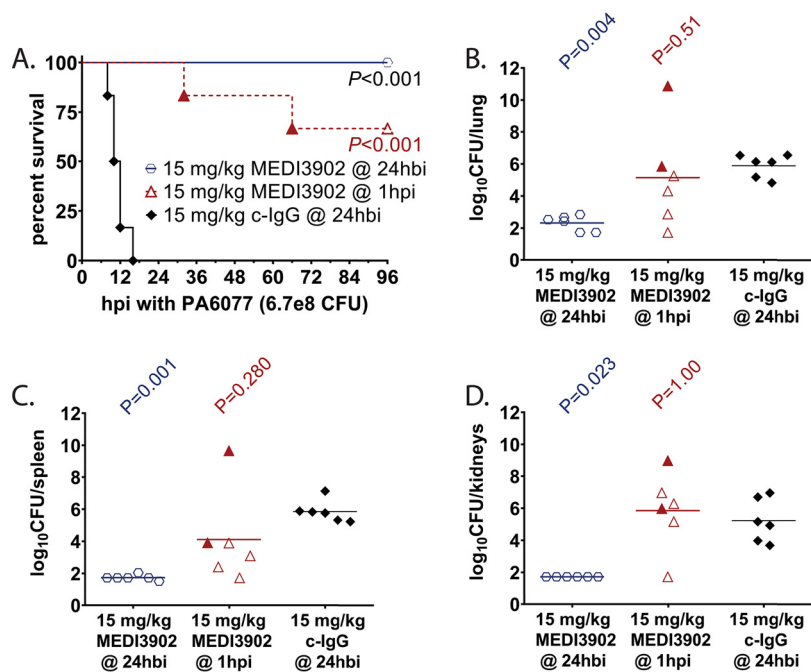 A.
100
75
50
25
0
percent survival
P<0.001
P<0.001
15 mg/kg MEDI3902 @ 24hbi
15 mg/kg MEDI3902 @ 1hpi
15 mg/kg c-IgG @ 24hbi
0 12 24 36 48 60 72 84 96
hpi with PA6077 (6.7e8 CFU)
B.
P=0.004
P=0.51
12
10
8
6
4
2
0
log10CFU/lung
15 mg/kg MEDI3902 @ 24hbi
15 mg/kg MEDI3902 @ 1hpi
15 mg/kg c-IgG @ 24hbi
C.
P=0.001
P=0.280
12
10
8
6
4
2
0
log10CFU/spleen
15 mg/kg MEDI3902 @ 24hbi
15 mg/kg MEDI3902 @ 1hpi
15 mg/kg c-IgG @ 24hbi
D.
P=0.023
P=1.00
12
10
8
6
4
2
0
log10CFU/kidneys
15 mg/kg MEDI3902 @ 24hbi
15 mg/kg MEDI3902 @ 1hpi
15 mg/kg c-IgG @ 24hbi